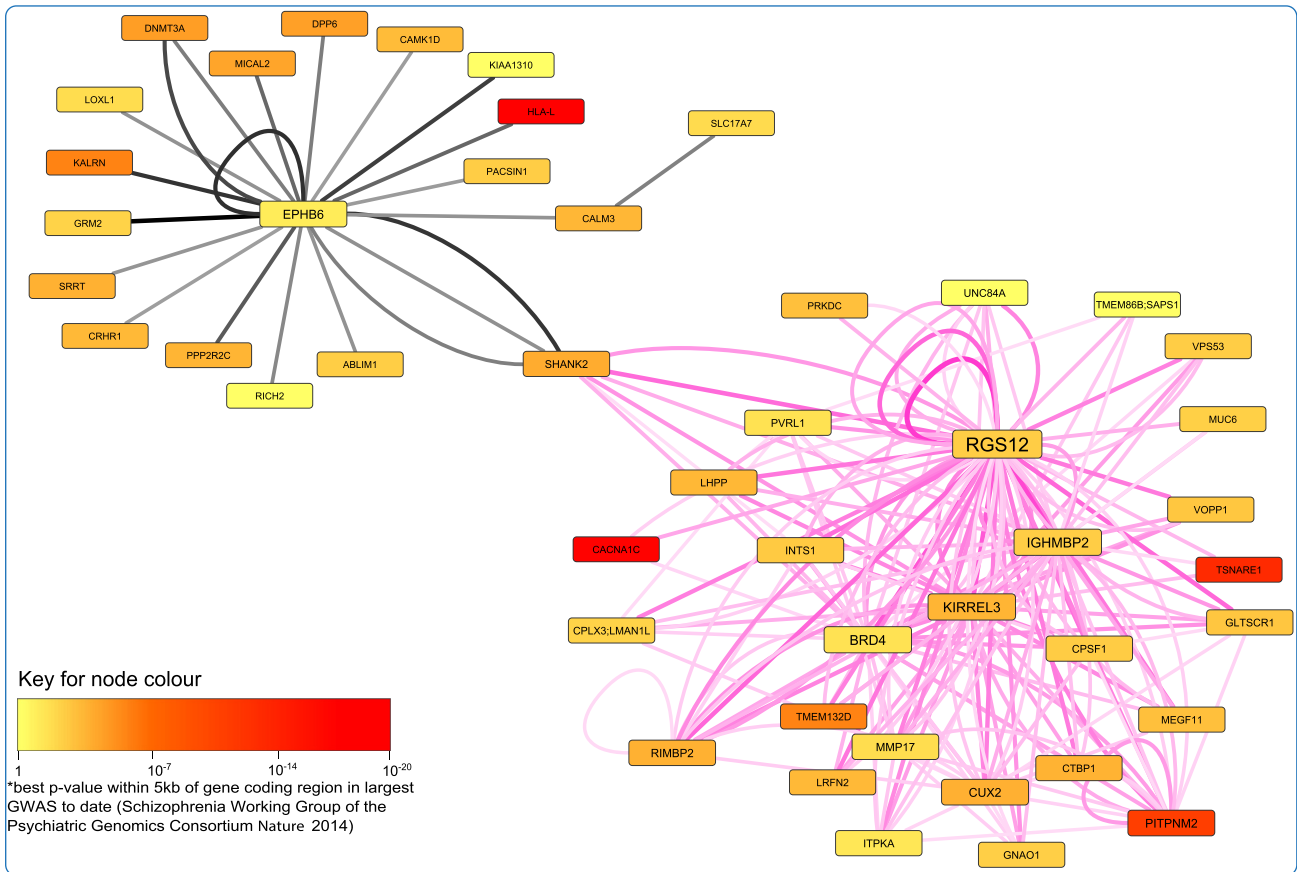 DNMT3A
DPP6
CAMK1D
MICAL2
KIAA1310
LOXL1
HLA-L
SLC17A7
KALRN
PACSIN1
GRM2
EPHB6
CALM3
SRRT
CRHR1
PPP2R2C
ABLIM1
SHANK2
RICH2
PRKDC
UNC84A
TMEM86B;SAPS1
VPS53
PVRL1
MUC6
RGS12
LHPP
VOPP1
CACNA1C
INTS1
IGHMBP2
TSNARE1
KIRREL3
CPLX3;LMAN1L
GLTSCR1
BRD4
CPSF1
TMEM132D
MEGF11
RIMBP2
MMP17
LRFN2
CTBP1
CUX2
PITPNM2
ITPKA
GNAO1
Key for node colour
1 10-7 10-14 10-20
*best p-value within 5kb of gene coding region in largest
GWAS to date (Schizophrenia Working Group of the
Psychiatric Genomics Consortium Nature 2014)